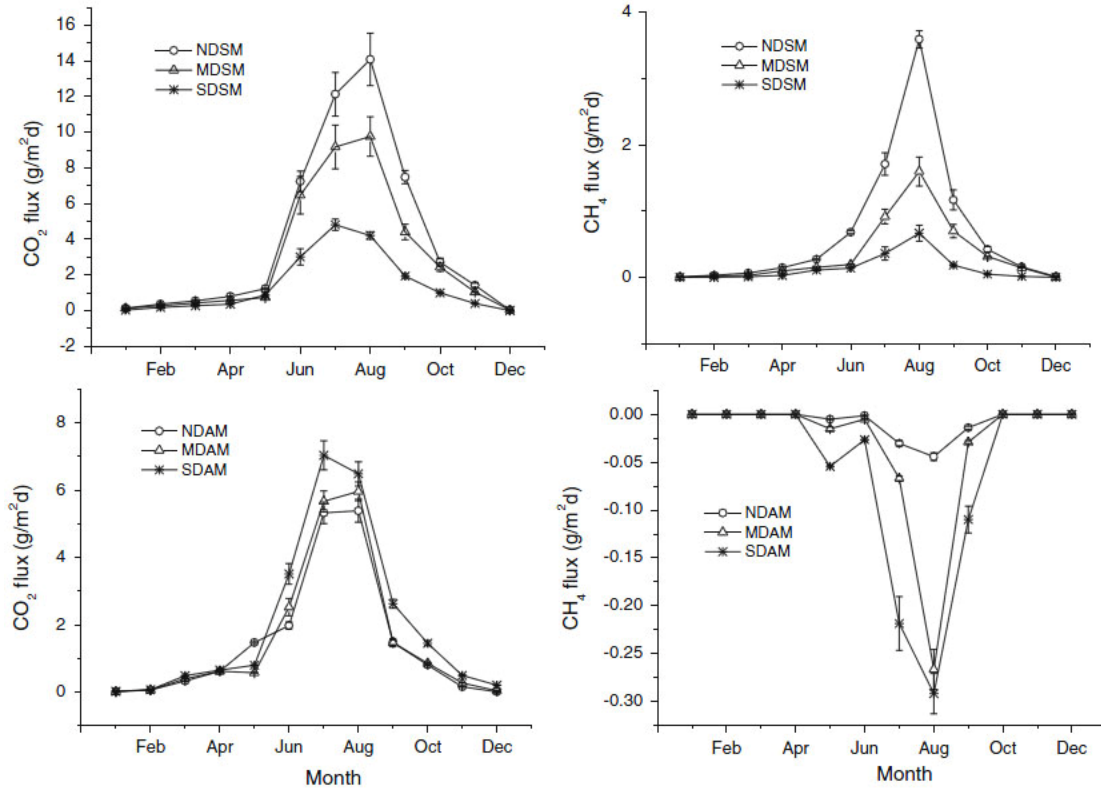 CO2 flux (g/m2d)
16
14
12
10
8
6
4
2
0
-2
NDSM
MDSM
SDSM
Feb Apr Jun Aug Oct Dec
CH4 flux (g/m2d)
4
2
0
NDSM
MDSM
SDSM
Feb Apr Jun Aug Oct Dec
CO2 flux (g/m2d)
8
6
4
2
0
NDAM
MDAM
SDAM
Feb Apr Jun Aug Oct Dec
Month
CH4 flux (g/m2d)
0.00
-0.05
-0.10
-0.15
-0.20
-0.25
-0.30
NDAM
MDAM
SDAM
Feb Apr Jun Aug Oct Dec
Month